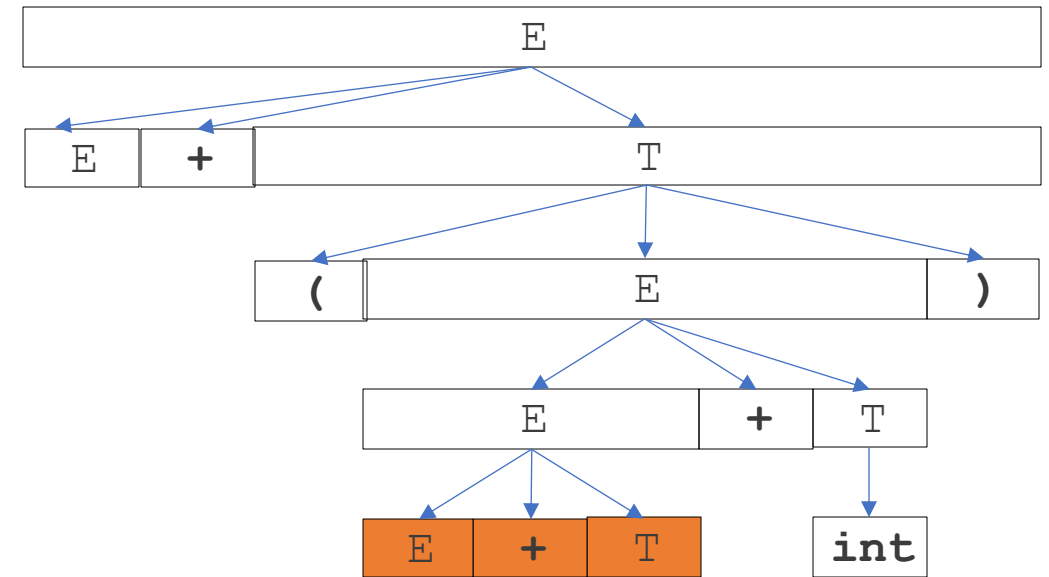 E
E + T
( E )
E + T
E + T int